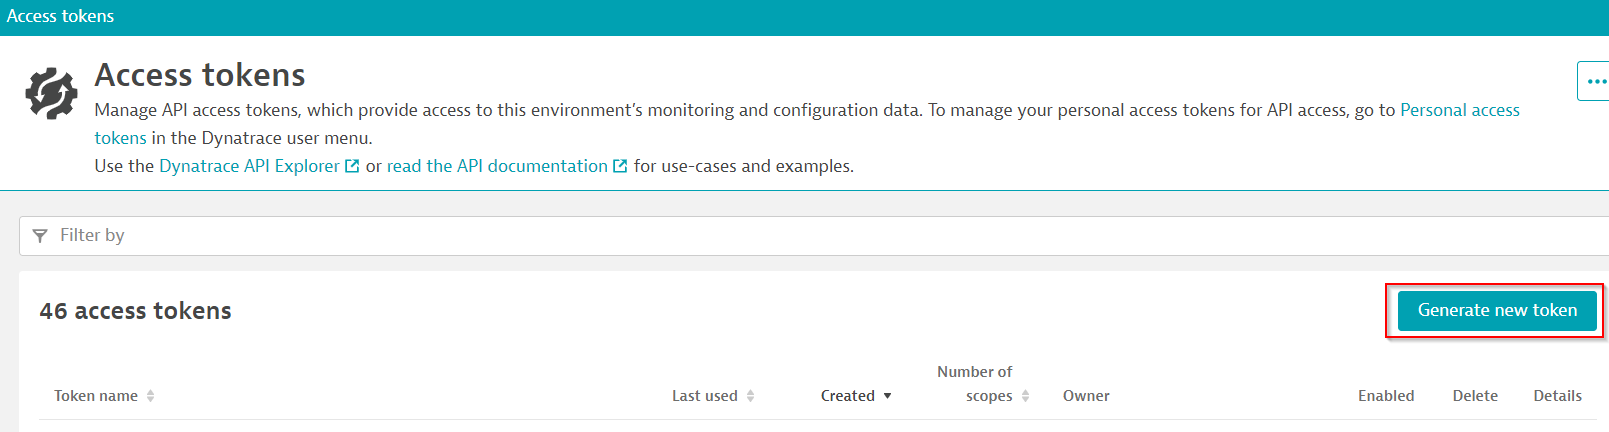 Access tokens
Access tokens
Manage API access tokens, which provide access to this environment’s monitoring and configuration data. To manage your personal access tokens for API access, go to Personal access
tokens in the Dynatrace user menu.
Use the Dynatrace API Explorer or read the API documentation for use-cases and examples.
Filter by
46 access tokens
Generate new token
Token name Last used Created Number of scopes Owner Enabled Delete Details